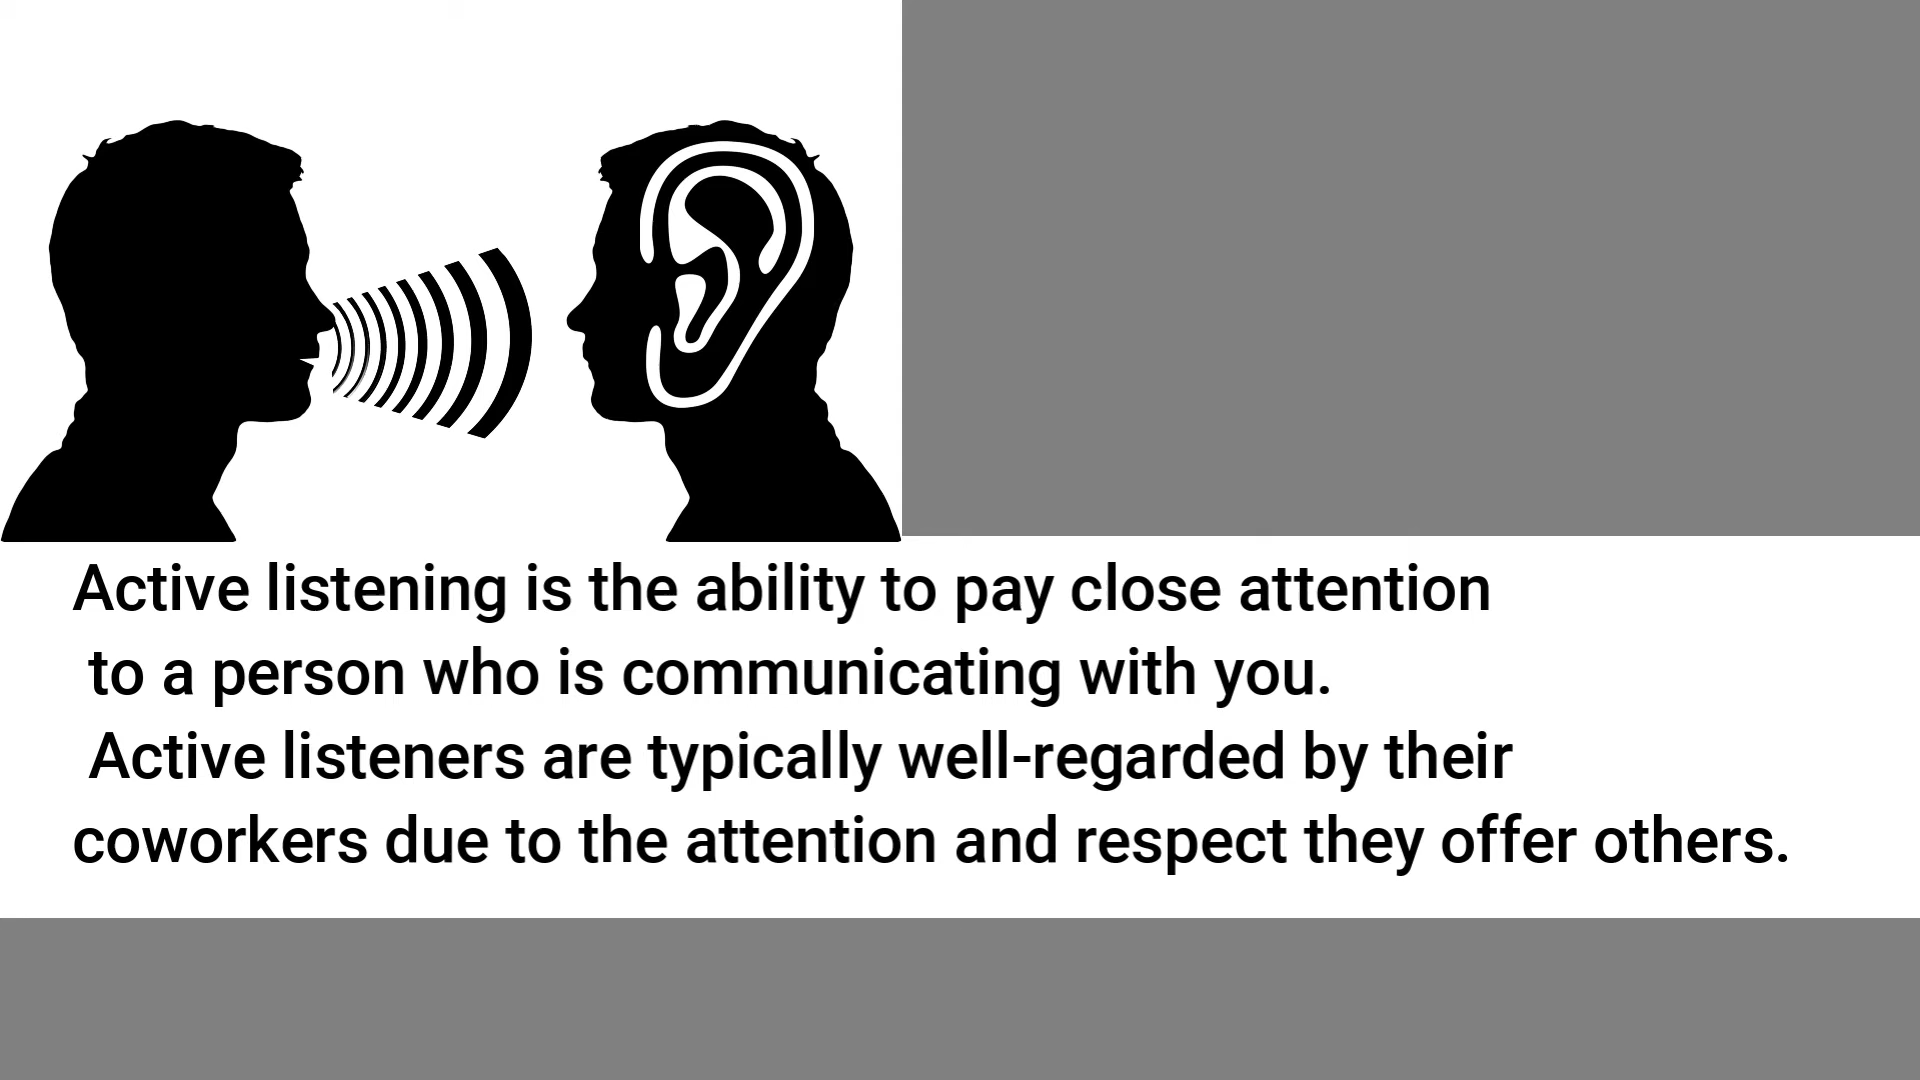 Active listening is the ability to pay close attention
to a person who is communicating with you.
Active listeners are typically well-regarded by their
coworkers due to the attention and respect they offer others.